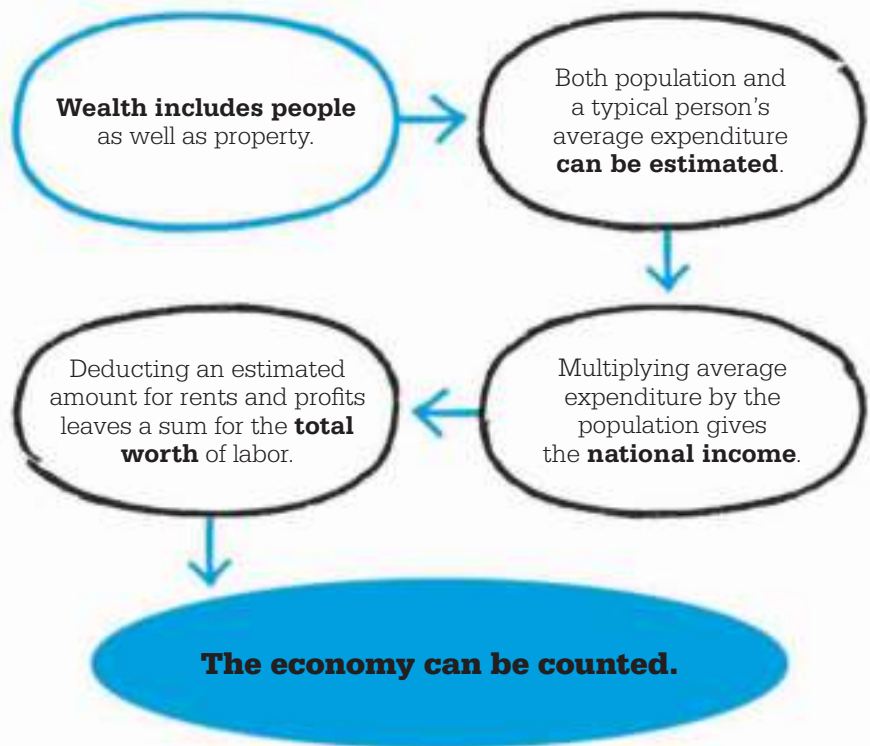 Wealth includes people
as well as property.
Both population and
a typical person’s
average expenditure
can be estimated.
Multiplying average
expenditure by the
population gives
the national income.
Deducting an estimated
amount for rents and profits
leaves a sum for the total
worth of labor.
The economy can be counted.